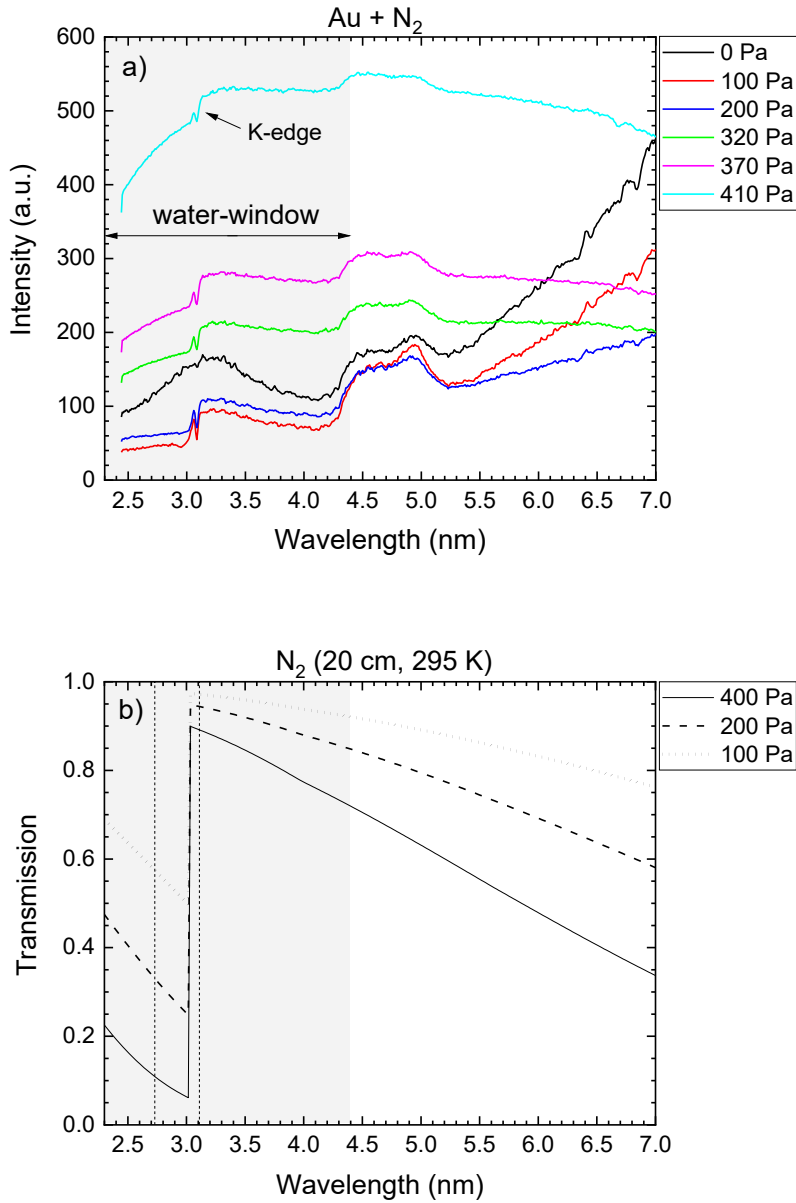 Au + N₂
a)
600
500
400
300
200
100
0
Intensity (a.u.)
K-edge
water-window
2.5 3.0 3.5 4.0 4.5 5.0 5.5 6.0 6.5 7.0
Wavelength (nm)
0 Pa
100 Pa
200 Pa
320 Pa
370 Pa
410 Pa
N₂ (20 cm, 295 K)
b)
1.0
0.8
0.6
0.4
0.2
0.0
Transmission
2.5 3.0 3.5 4.0 4.5 5.0 5.5 6.0 6.5 7.0
Wavelength (nm)
400 Pa
200 Pa
100 Pa